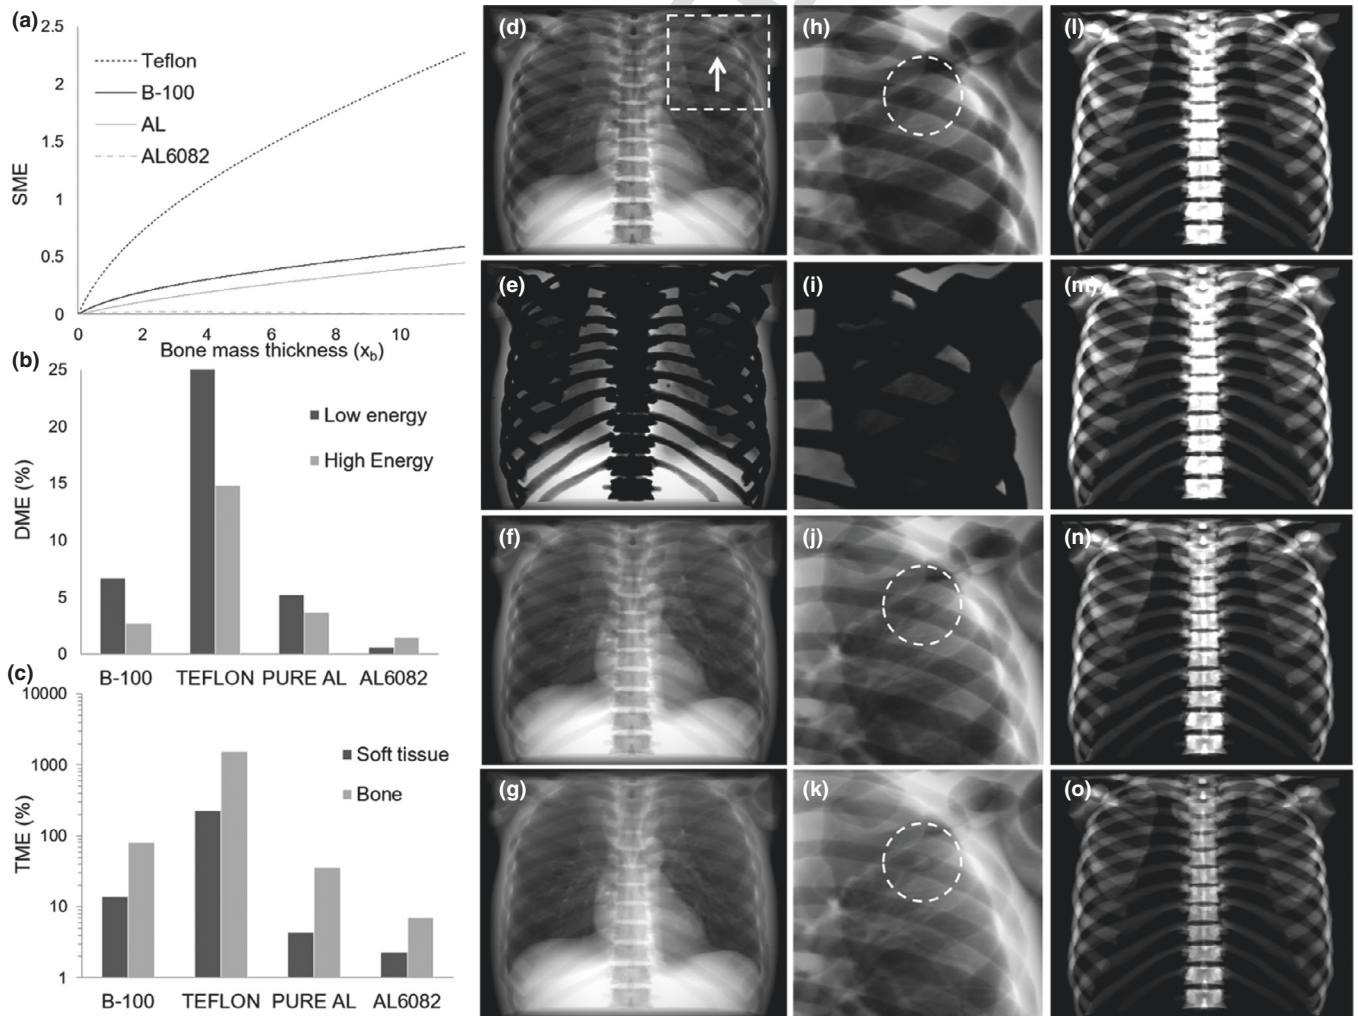 (a)
2.5
2
1.5
1
0.5
0
SME
Teflon
B-100
AL
AL6082
0 2 4 6 8 10
Bone mass thickness (xb)
(b)
25
20
15
10
5
0
DME (%)
Low energy
High Energy
B-100 TEFLON PURE AL AL6082
(c)
10000
1000
100
10
1
TME (%)
Soft tissue
Bone
B-100 TEFLON PURE AL AL6082
(d)
(h)
(l)
(e)
(i)
(m)
(f)
(j)
(n)
(g)
(k)
(o)